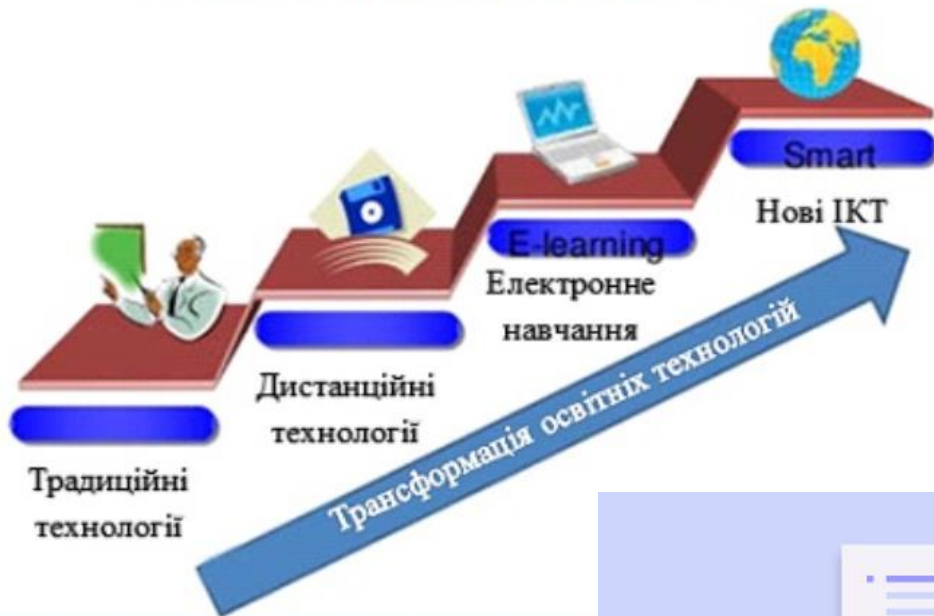 Smart
Нові ІКТ
E-learning
Електронне
навчання
Дистанційні
технології
Традиційні
технології
Трансформація освітніх технологій